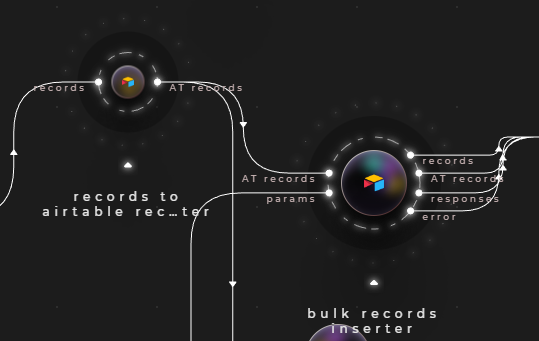 records
AT records
records to
airtable rec…ter
AT records
params
records
AT records
responses
error
bulk records
inserter